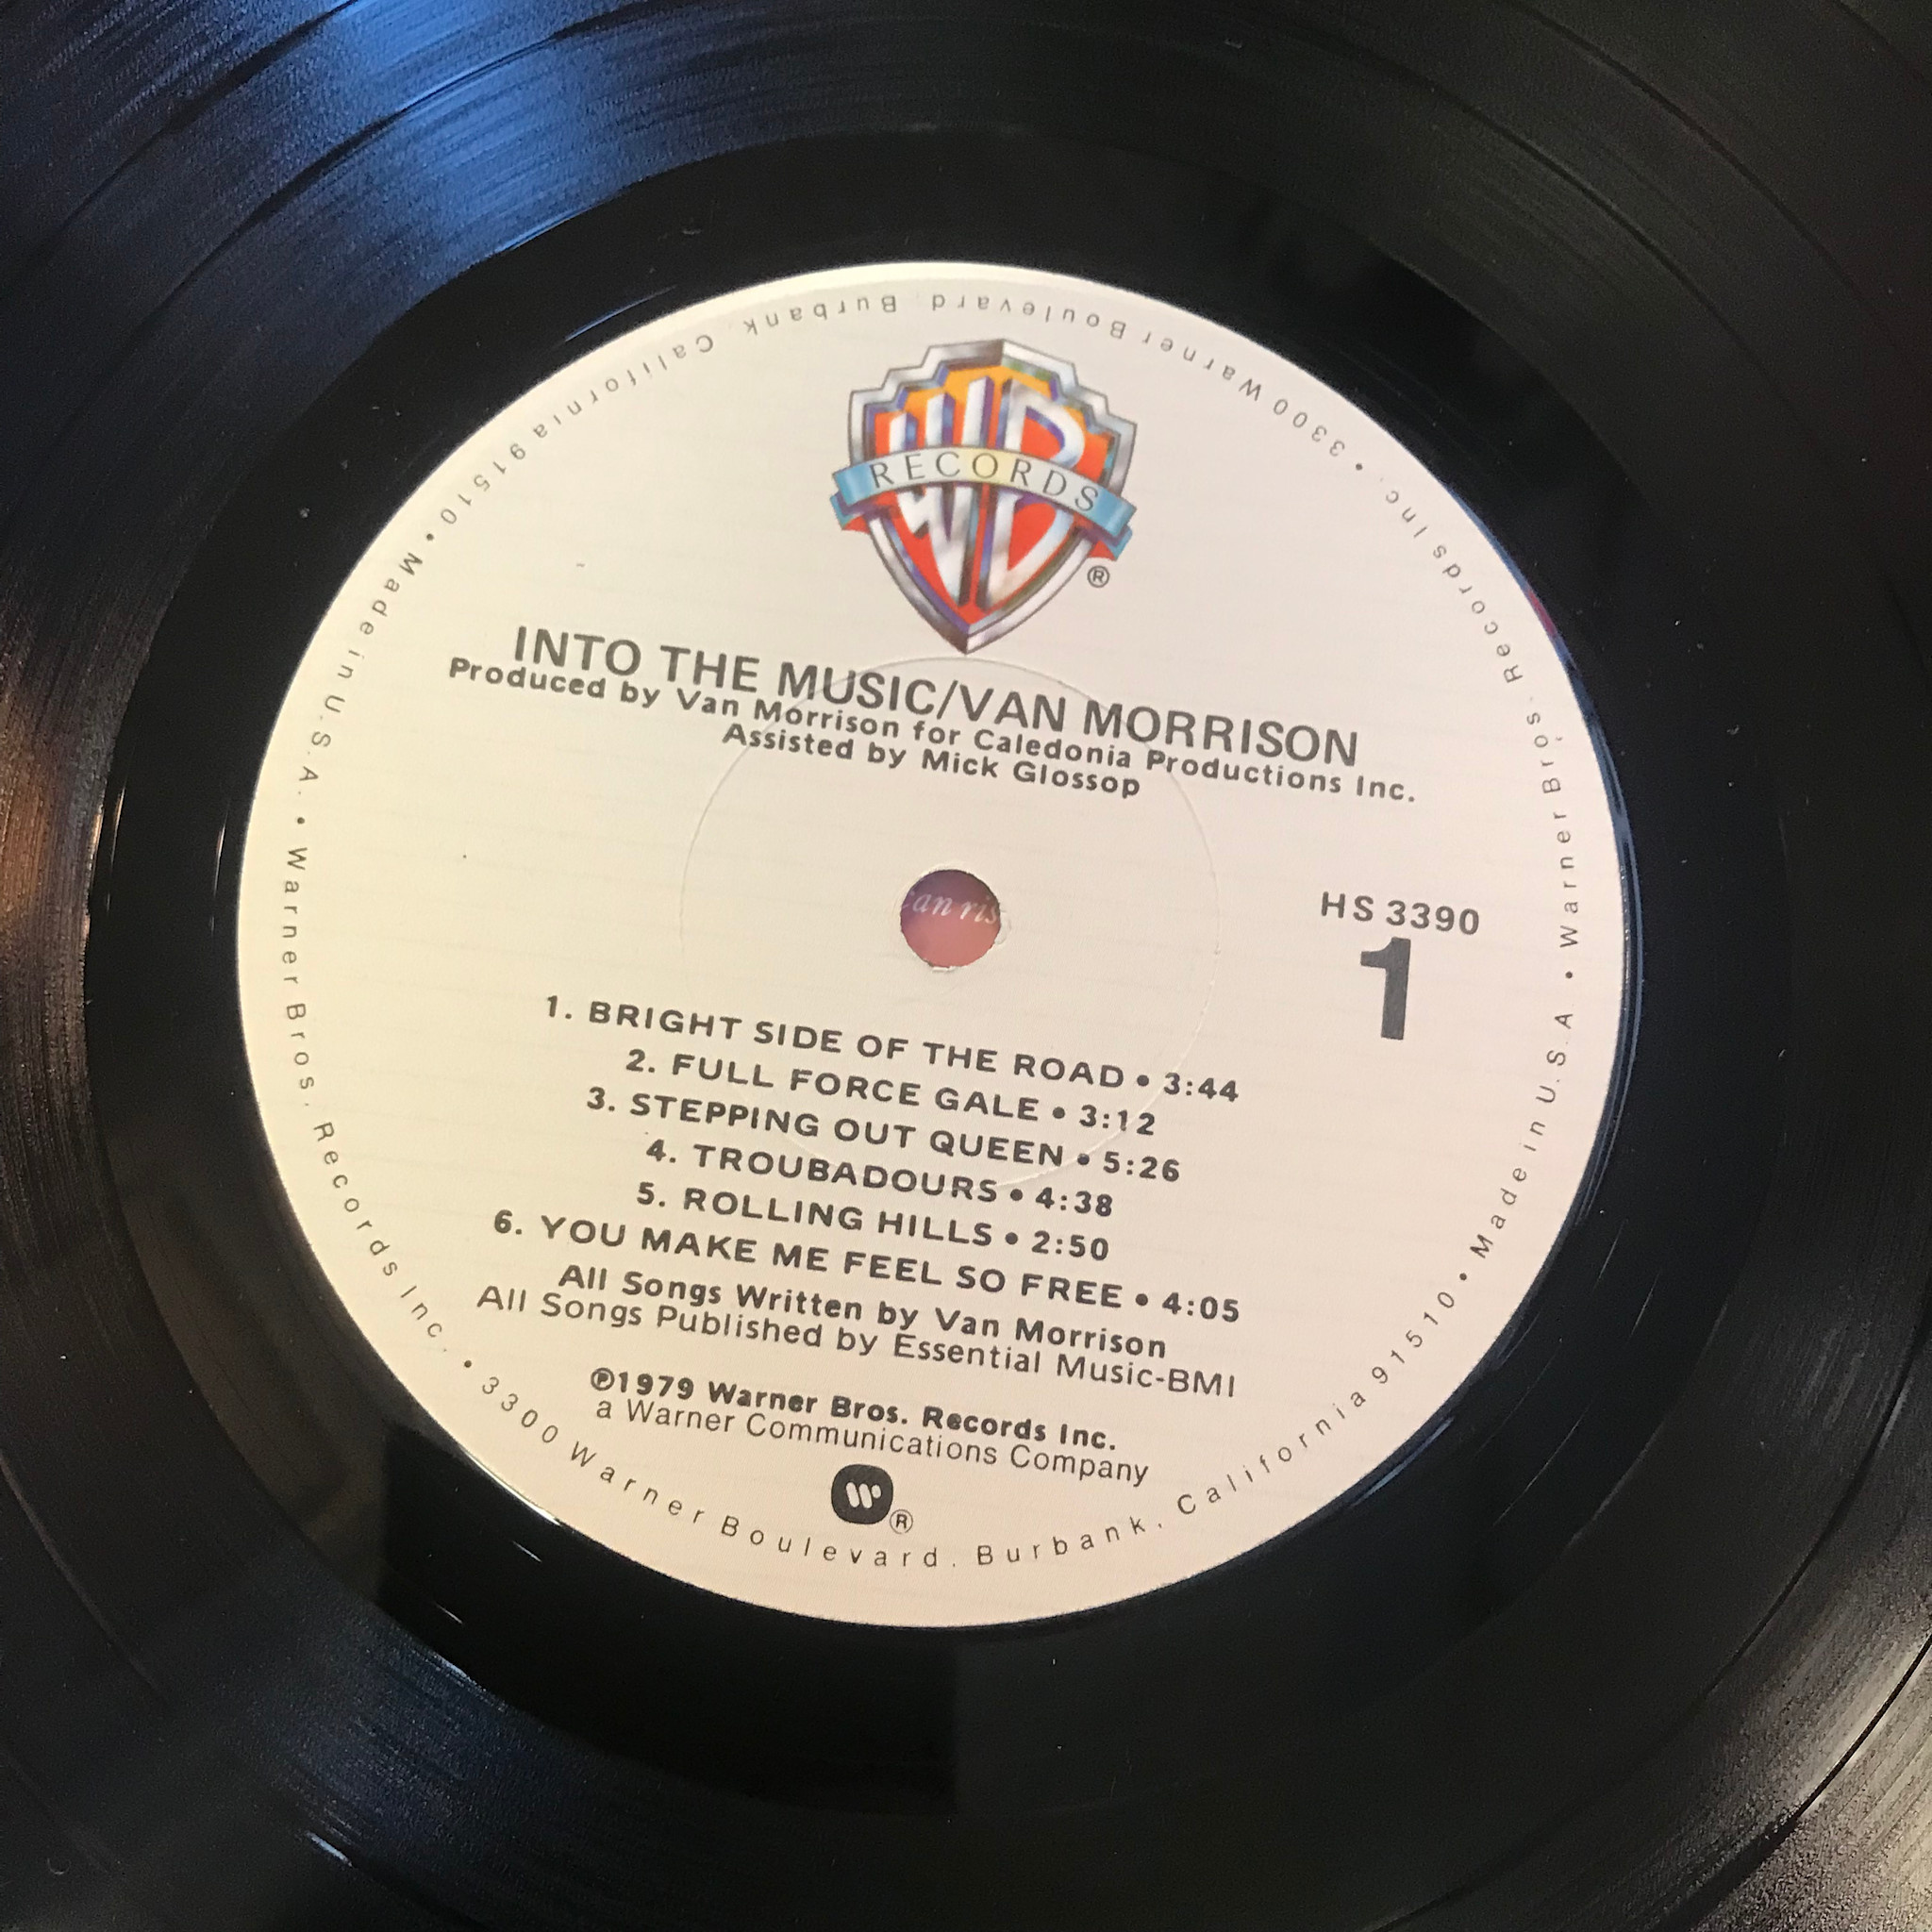 WB
RECORDS
®
INTO THE MUSIC/VAN MORRISON
Produced by Van Morrison for Caledonia Productions Inc.
Assisted by Mick Glossop
HS 3390
1
an ris
1. BRIGHT SIDE OF THE ROAD • 3:44
2. FULL FORCE GALE • 3:12
3. STEPPING OUT QUEEN • 5:26
4. TROUBADOURS • 4:38
5. ROLLING HILLS • 2:50
6. YOU MAKE ME FEEL SO FREE • 4:05
All Songs Written by Van Morrison
All Songs Published by Essential Music-BMI
℗1979 Warner Bros. Records Inc.
a Warner Communications Company
W®
Warner Bros. Records Inc. • 3300 Warner Boulevard. Burbank, California 91510 • Made in U.S.A. • Warner Bros. Records Inc. • 3300 Warner Boulevard. Burbank, California 91510 • Made in U.S.A. •